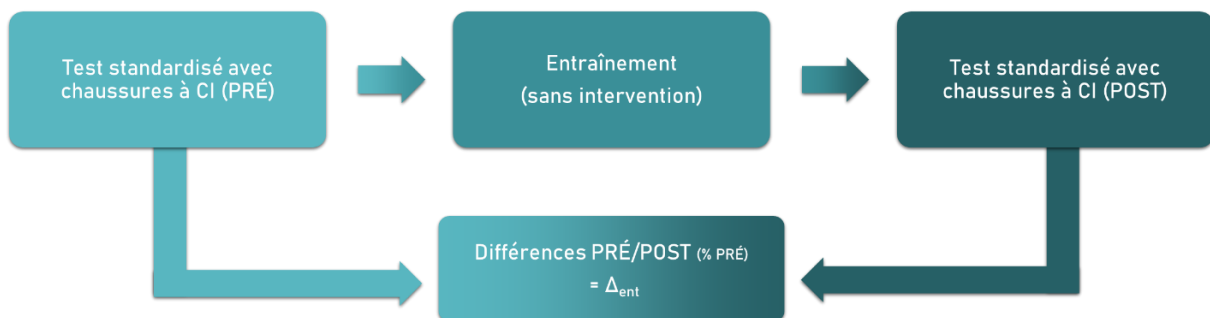 Test standardisé avec
chaussures à CI (PRÉ)
Entraînement
(sans intervention)
Test standardisé avec
chaussures à CI (POST)
Différences PRÉ/POST (% PRÉ)
= Δent